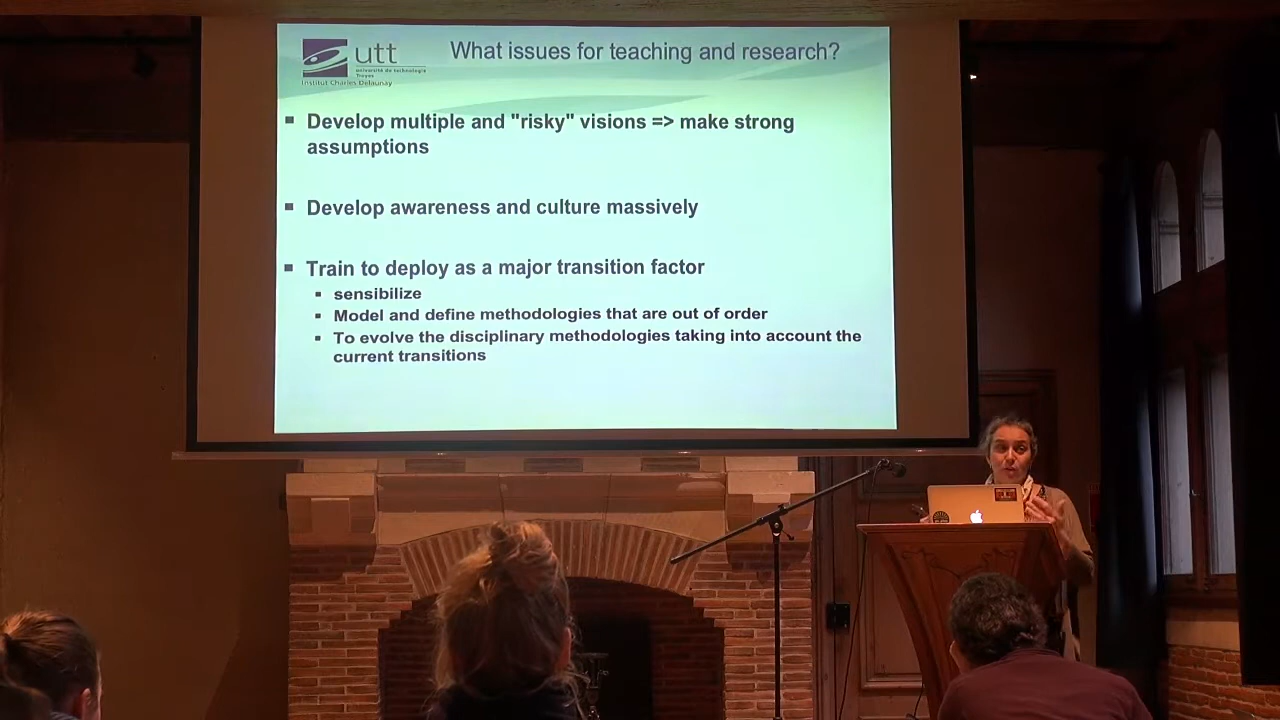 utt
What issues for teaching and research?
université de technologie
Troyes
Institut Charles Delaunay
Develop multiple and "risky" visions => make strong
assumptions
Develop awareness and culture massively
Train to deploy as a major transition factor
sensibilize
Model and define methodologies that are out of order
To evolve the disciplinary methodologies taking into account the
current transitions